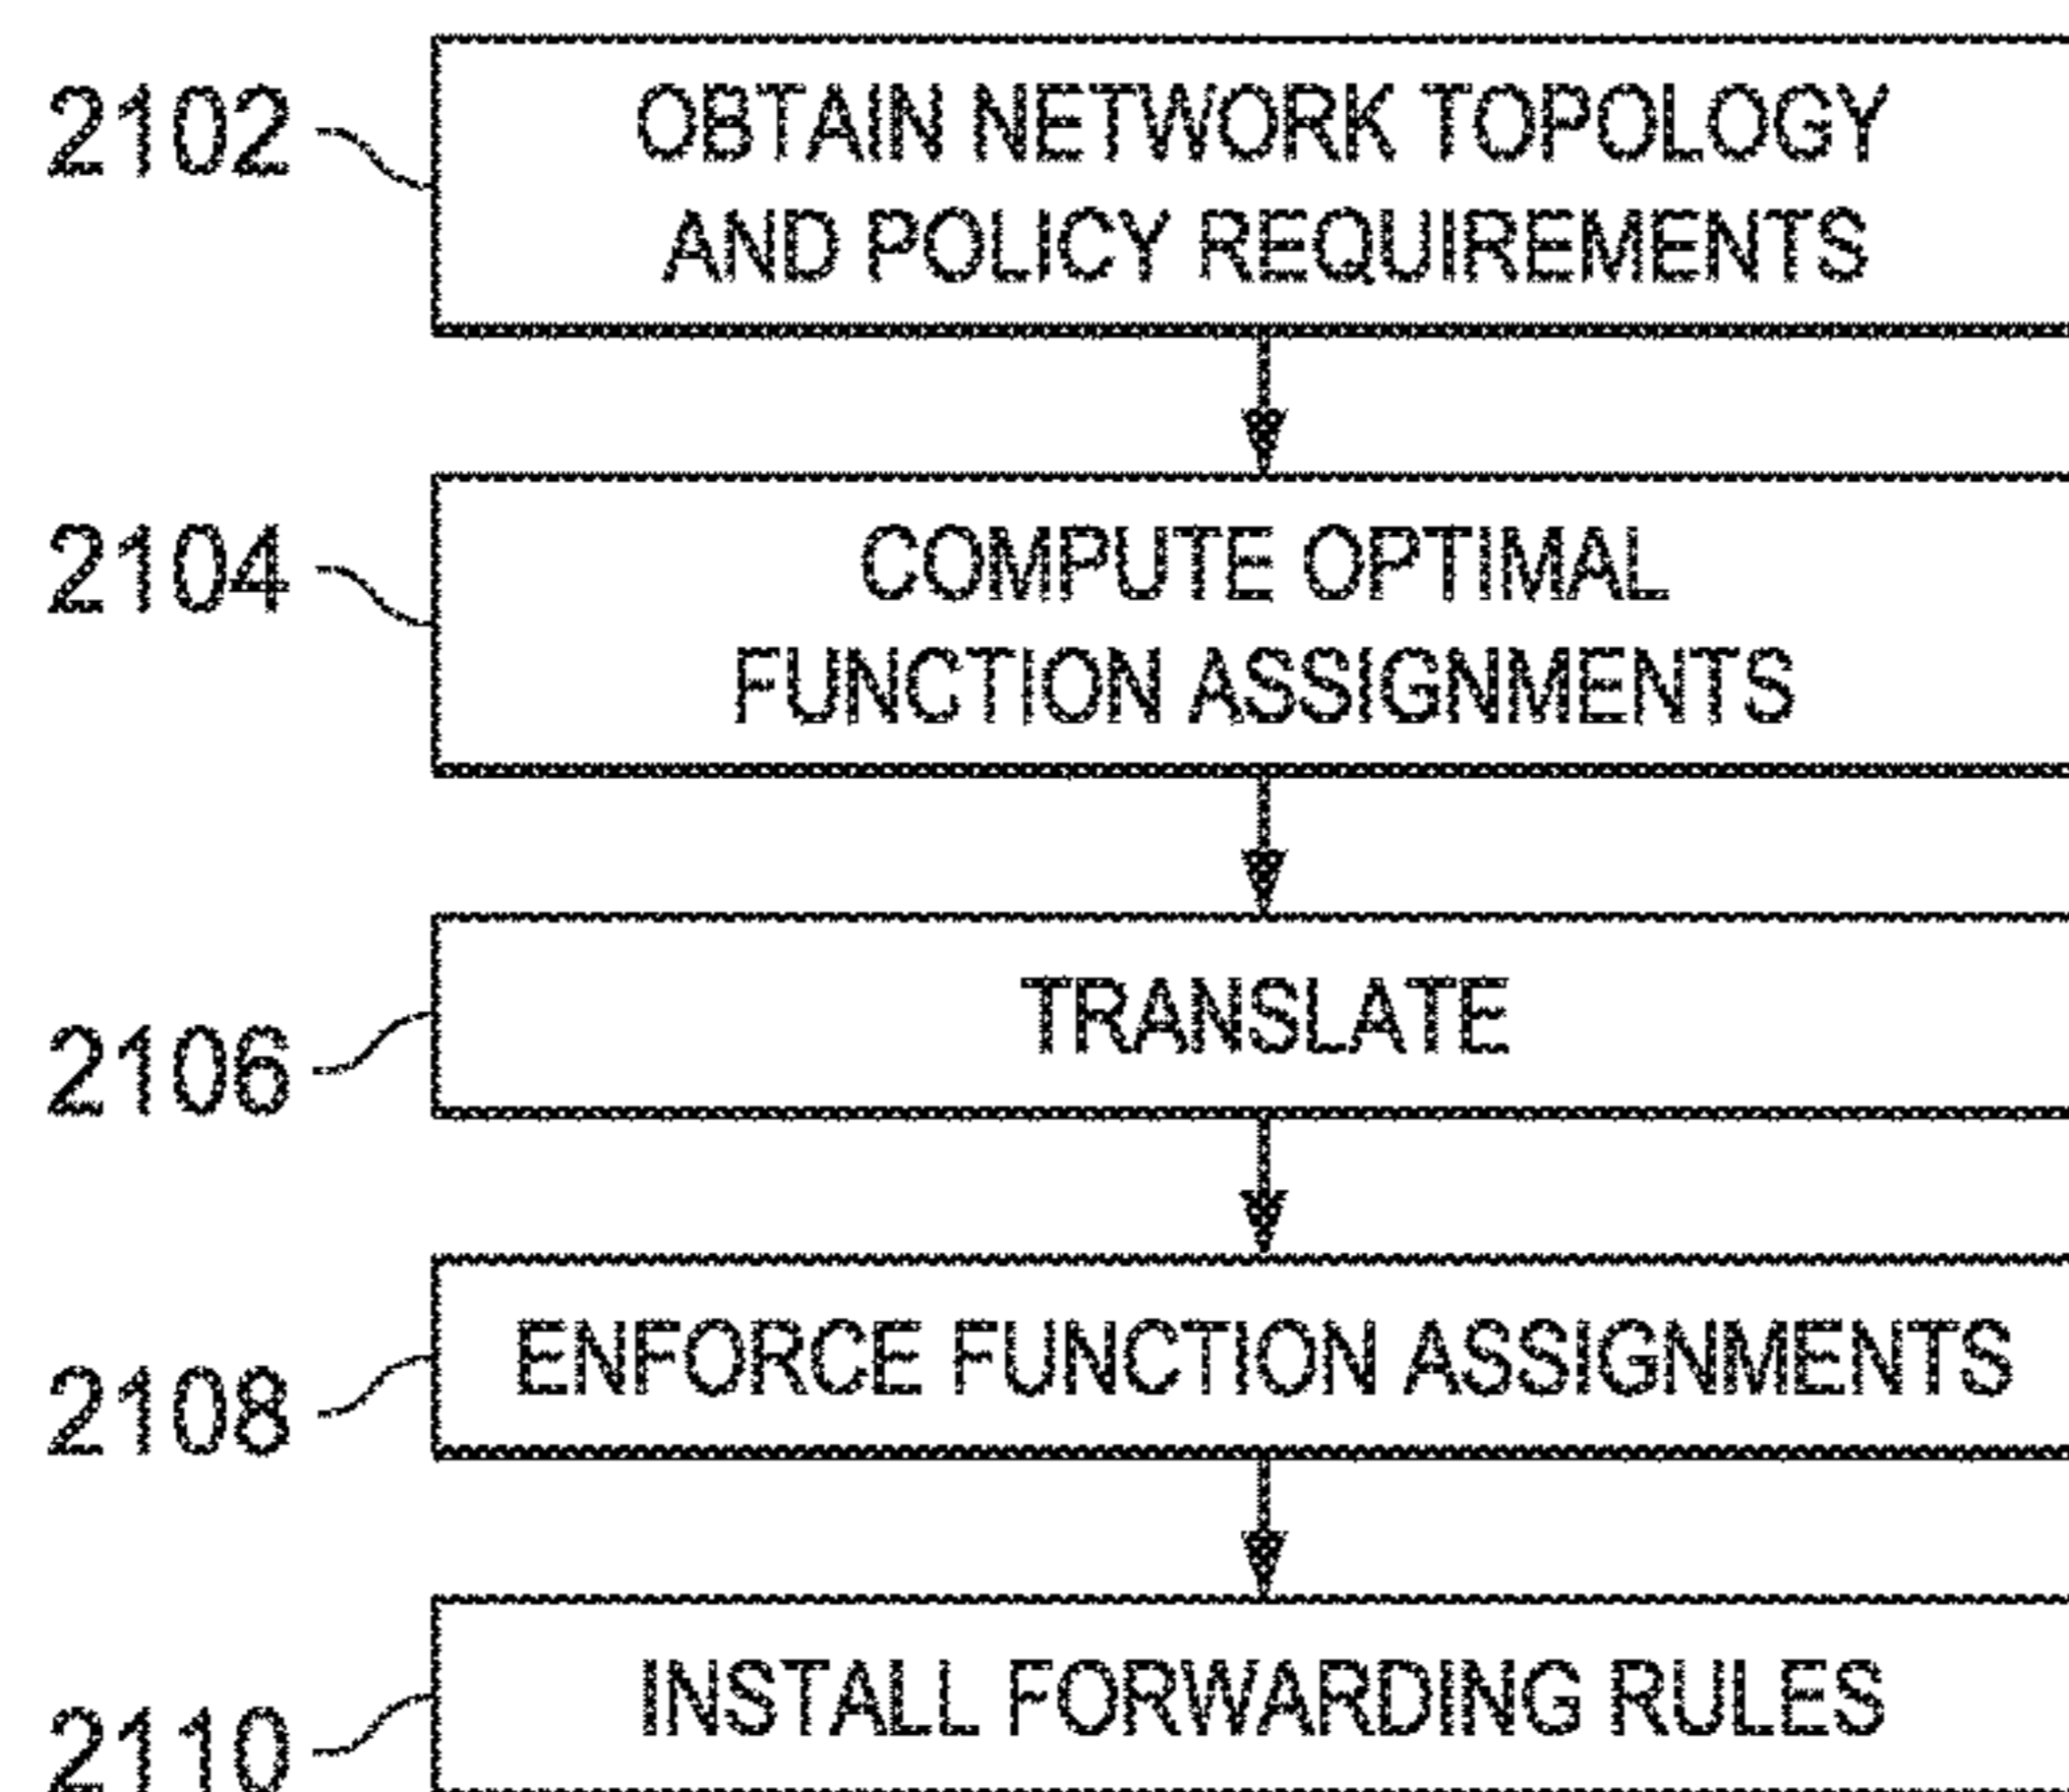 2102
OBTAIN NETWORK TOPOLOGY
AND POLICY REQUIREMENTS
2104
COMPUTE OPTIMAL
FUNCTION ASSIGNMENTS
2106
TRANSLATE
2108
ENFORCE FUNCTION ASSIGNMENTS
2110
INSTALL FORWARDING RULES